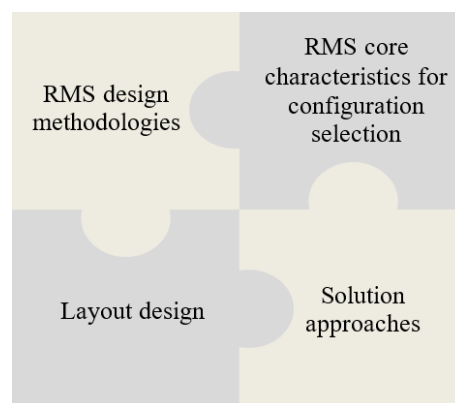 RMS design
methodologies
RMS core
characteristics for
configuration
selection
Layout design
Solution
approaches